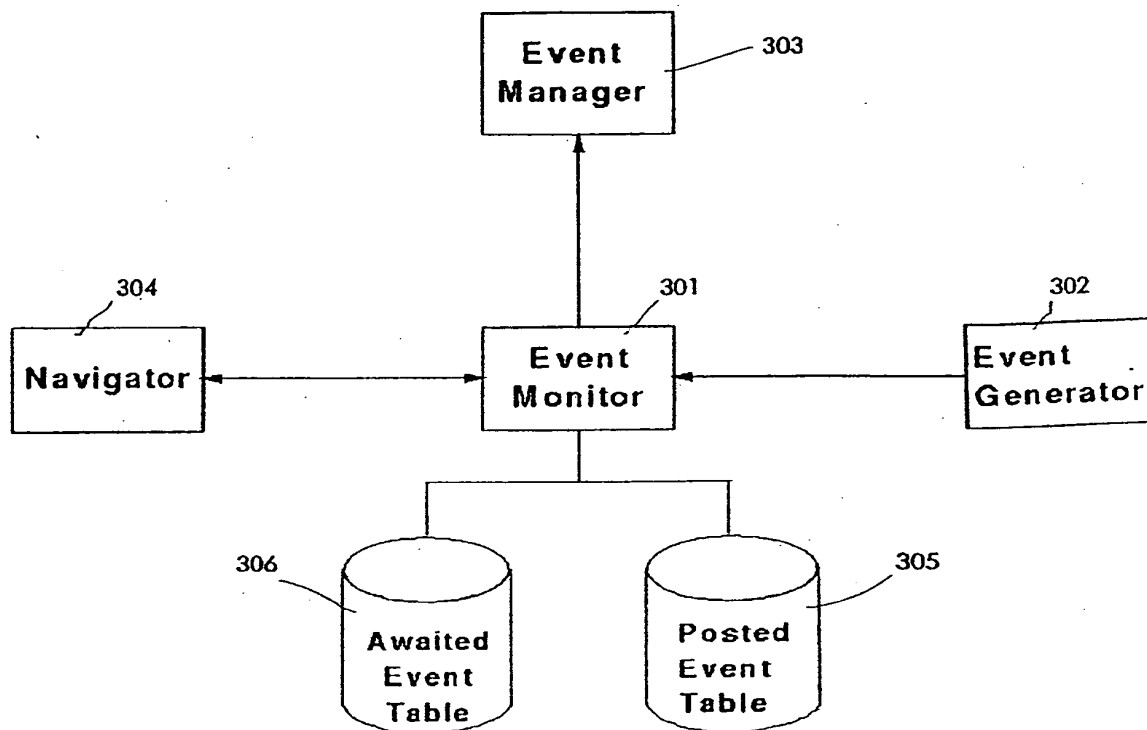 Event
Manager
303
304
Navigator
301
Event
Monitor
302
Event
Generator
306
Awaited
Event
Table
305
Posted
Event
Table